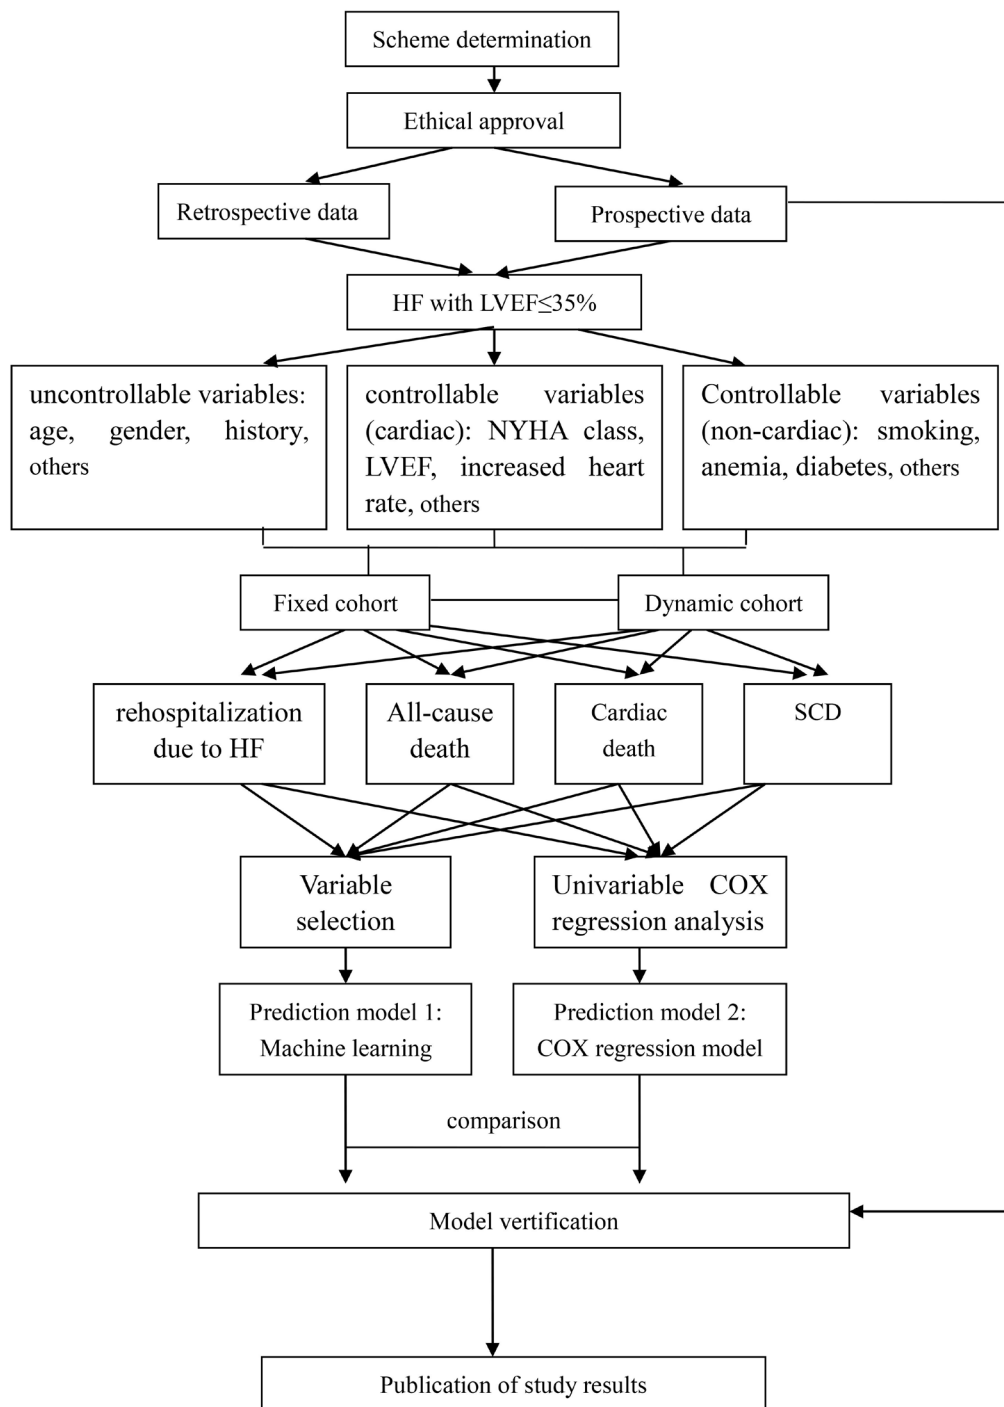 Scheme determination
Ethical approval
Retrospective data
Prospective data
HF with LVEF≤35%
uncontrollable variables:
age, gender, history,
others
controllable variables
(cardiac): NYHA class,
LVEF, increased heart
rate, others
Controllable variables
(non-cardiac): smoking,
anemia, diabetes, others
Fixed cohort
Dynamic cohort
rehospitalization
due to HF
All-cause
death
Cardiac
death
SCD
Variable
selection
Univariable COX
regression analysis
Prediction model 1:
Machine learning
Prediction model 2:
COX regression model
comparison
Model vertification
Publication of study results